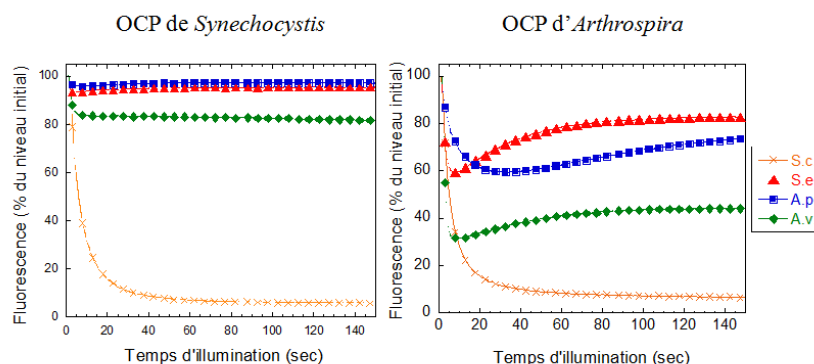 OCP de Synechocystis
OCP d'Arthrospira
Fluorescence (% du niveau initial)
100
80
60
40
20
0
0 20 40 60 80 100 120 140
Temps d'illumination (sec)
Fluorescence (% du niveau initial)
100
80
60
40
20
0
0 20 40 60 80 100 120 140
Temps d'illumination (sec)
S.c
S.e
A.p
A.v